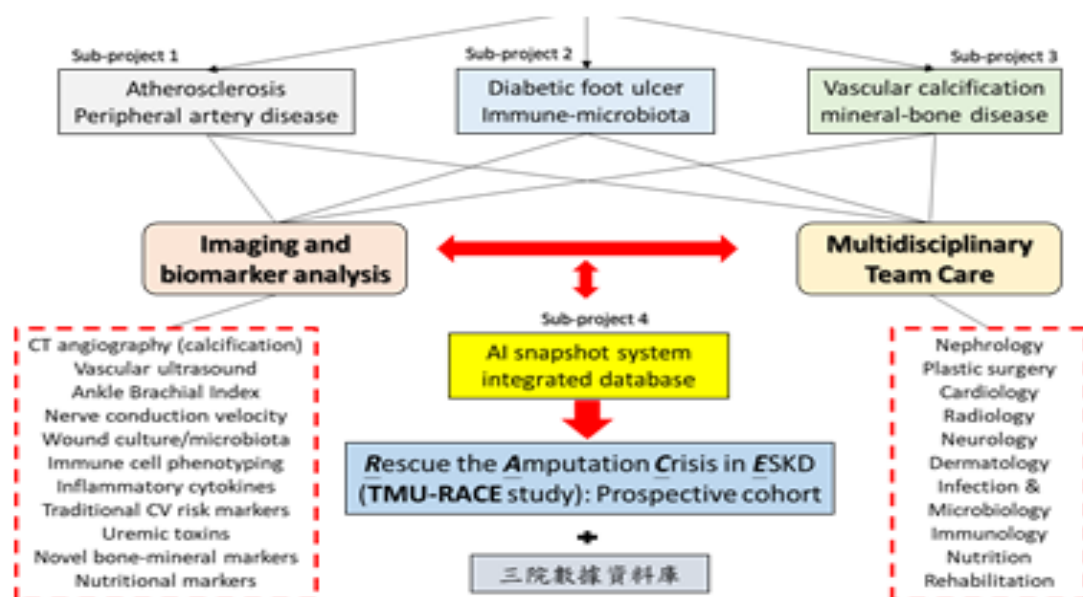 Sub-project 1
Atherosclerosis
Peripheral artery disease
Sub-project 2
Diabetic foot ulcer
Immune-microbiota
Sub-project 3
Vascular calcification
mineral-bone disease
Imaging and
biomarker analysis
Multidisciplinary
Team Care
Sub-project 4
AI snapshot system
integrated database
CT angiography (calcification)
Vascular ultrasound
Ankle Brachial Index
Nerve conduction velocity
Wound culture/microbiota
Immune cell phenotyping
Inflammatory cytokines
Traditional CV risk markers
Uremic toxins
Novel bone-mineral markers
Nutritional markers
Rescue the Amputation Crisis in ESKD
(TMU-RACE study): Prospective cohort
+
三院數據資料庫
Nephrology
Plastic surgery
Cardiology
Radiology
Neurology
Dermatology
Infection &
Microbiology
Immunology
Nutrition
Rehabilitation